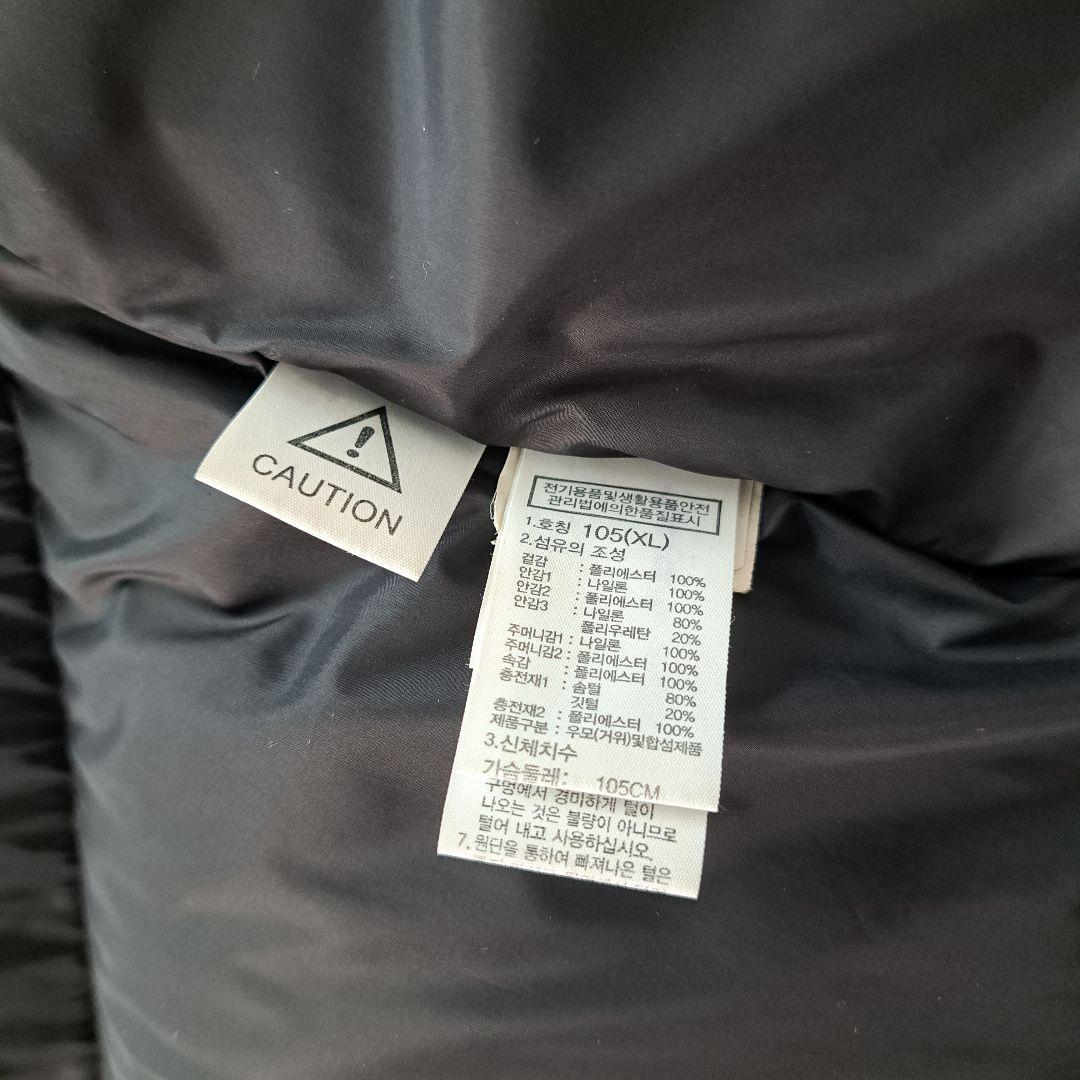 CAUTION
전기용품및생활용품안전
관리법에의한품질표시
1.호칭 105(XL)
2.섬유의 조성
겉감 : 폴리에스터 100%
안감1 : 나일론 100%
안감2 : 폴리에스터 100%
안감3 : 나일론 80%
폴리우레탄 20%
주머니감1 : 나일론 100%
주머니감2 : 폴리에스터 100%
속감 : 폴리에스터 100%
충전재1 : 솜털 80%
깃털 20%
충전재2 : 폴리에스터 100%
제품구분 : 우모(거위)및합성제품
3.신체치수
가슴둘레: 105CM
구멍에서 경미하게 털이
나오는 것은 불량이 아니므로
털어 내고 사용하십시오.
7. 원단을 통하여 빠져나온 털은